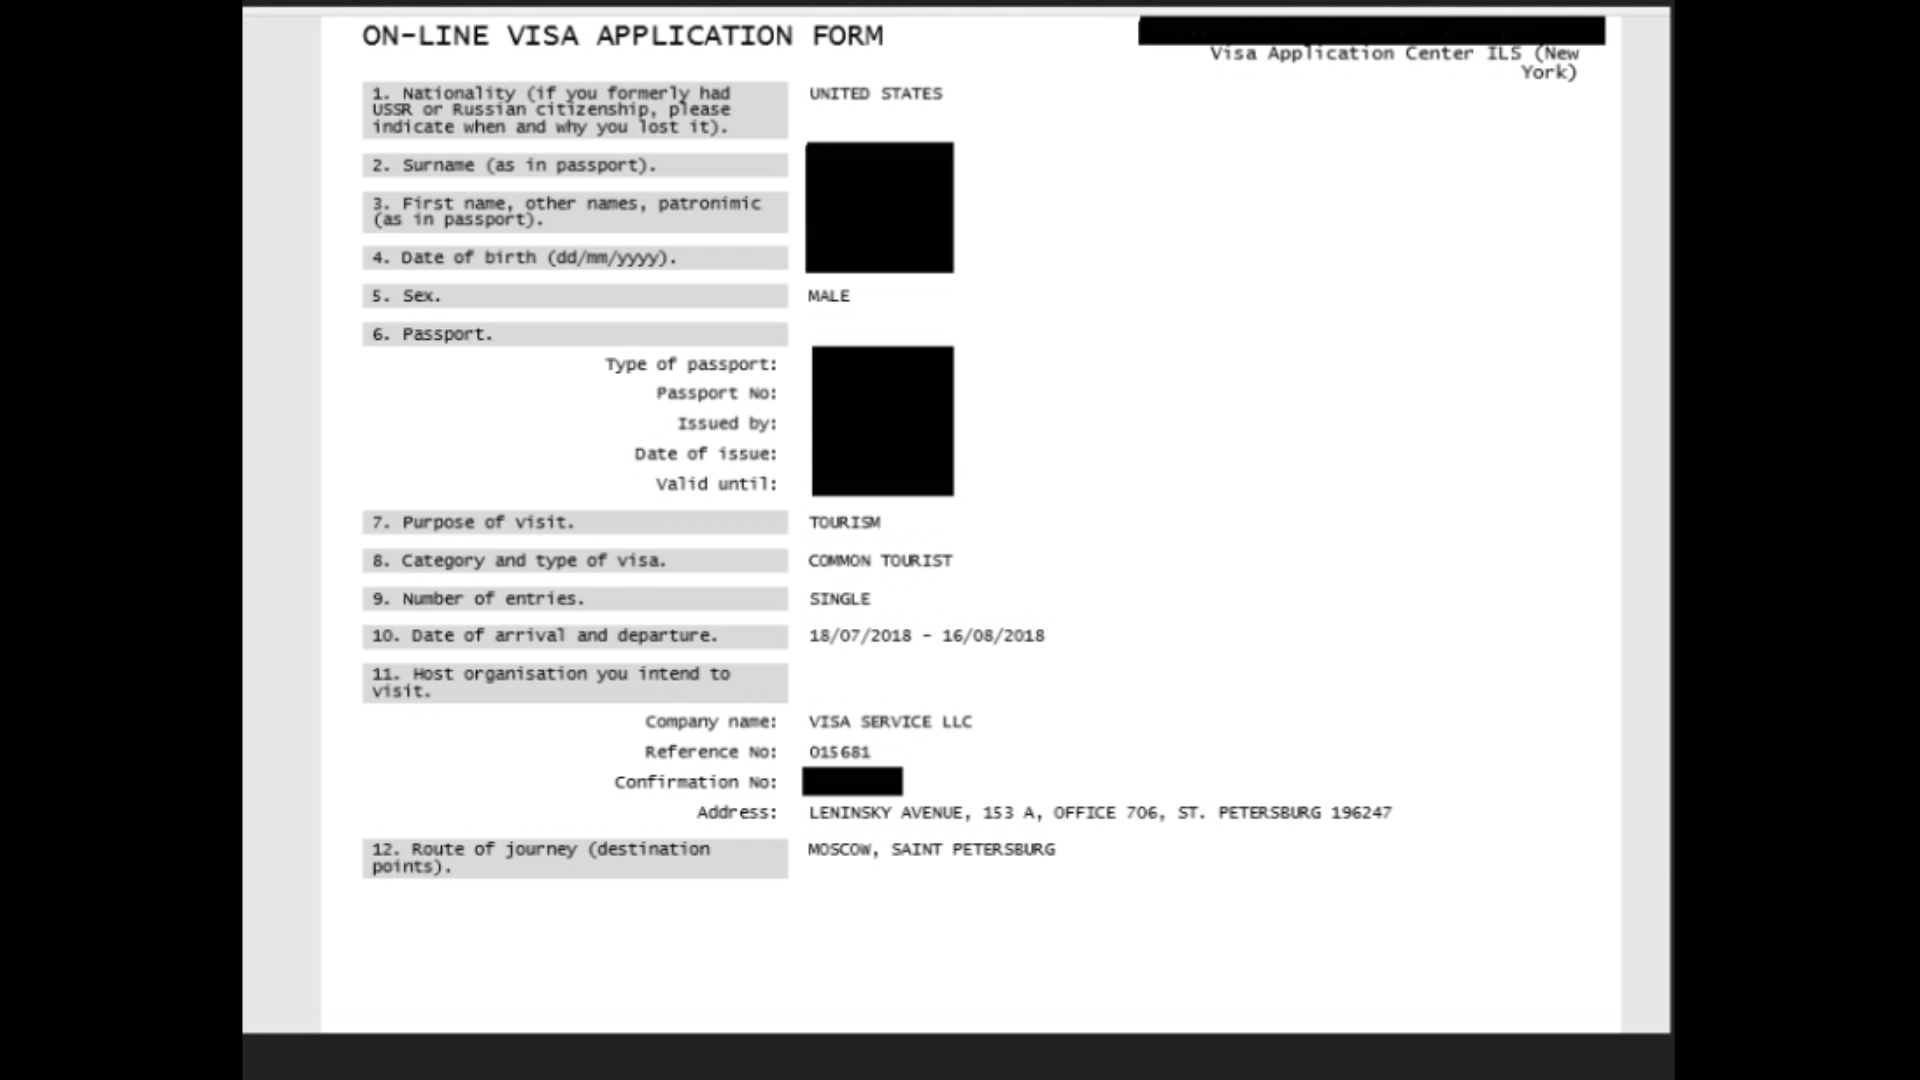 ON-LINE VISA APPLICATION FORM
Visa Application Center ILS (New
York)
1. Nationality (if you formerly had
USSR or Russian citizenship, please
indicate when and why you lost it).
UNITED STATES
2. Surname (as in passport).
3. First name, other names, patronimic
(as in passport).
4. Date of birth (dd/mm/yyyy).
5. Sex.
MALE
6. Passport.
Type of passport:
Passport No:
Issued by:
Date of issue:
Valid until:
7. Purpose of visit.
TOURISM
8. Category and type of visa.
COMMON TOURIST
9. Number of entries.
SINGLE
10. Date of arrival and departure.
18/07/2018 - 16/08/2018
11. Host organisation you intend to
visit.
Company name:
VISA SERVICE LLC
Reference No:
015681
Confirmation No:
Address:
LENINSKY AVENUE, 153 A, OFFICE 706, ST. PETERSBURG 196247
12. Route of journey (destination
points).
MOSCOW, SAINT PETERSBURG